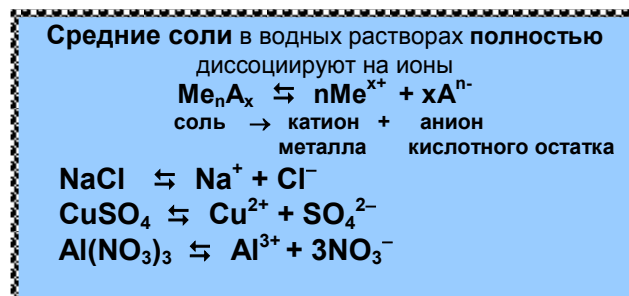 Средние соли в водных растворах полностью
диссоциируют на ионы
MeₙAₓ ⇆ nMeˣ⁺ + xAⁿ⁻
соль → катион + анион
металла кислотного остатка
NaCl ⇆ Na⁺ + Cl⁻
CuSO₄ ⇆ Cu²⁺ + SO₄²⁻
Al(NO₃)₃ ⇆ Al³⁺ + 3NO₃⁻